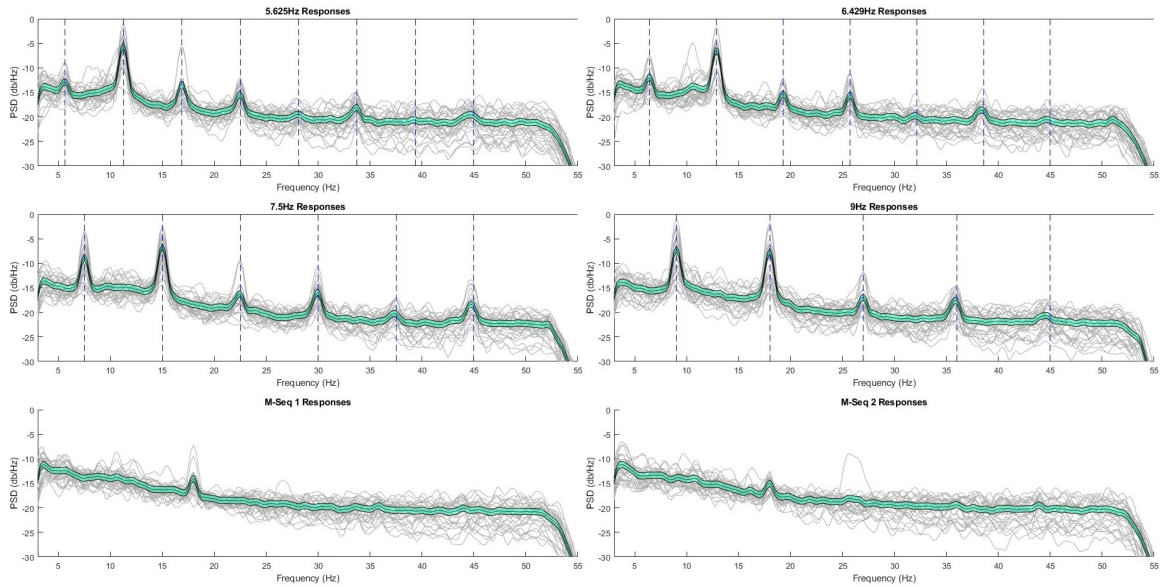 5.625Hz Responses
PSD (db/Hz)
0
-5
-10
-15
-20
-25
-30
5 10 15 20 25 30 35 40 45 50 55
Frequency (Hz)
6.429Hz Responses
PSD (db/Hz)
0
-5
-10
-15
-20
-25
-30
5 10 15 20 25 30 35 40 45 50 55
Frequency (Hz)
7.5Hz Responses
PSD (db/Hz)
0
-5
-10
-15
-20
-25
-30
5 10 15 20 25 30 35 40 45 50 55
Frequency (Hz)
9Hz Responses
PSD (db/Hz)
0
-5
-10
-15
-20
-25
-30
5 10 15 20 25 30 35 40 45 50 55
Frequency (Hz)
M-Seq 1 Responses
PSD (db/Hz)
0
-5
-10
-15
-20
-25
-30
5 10 15 20 25 30 35 40 45 50 55
Frequency (Hz)
M-Seq 2 Responses
PSD (db/Hz)
0
-5
-10
-15
-20
-25
-30
5 10 15 20 25 30 35 40 45 50 55
Frequency (Hz)